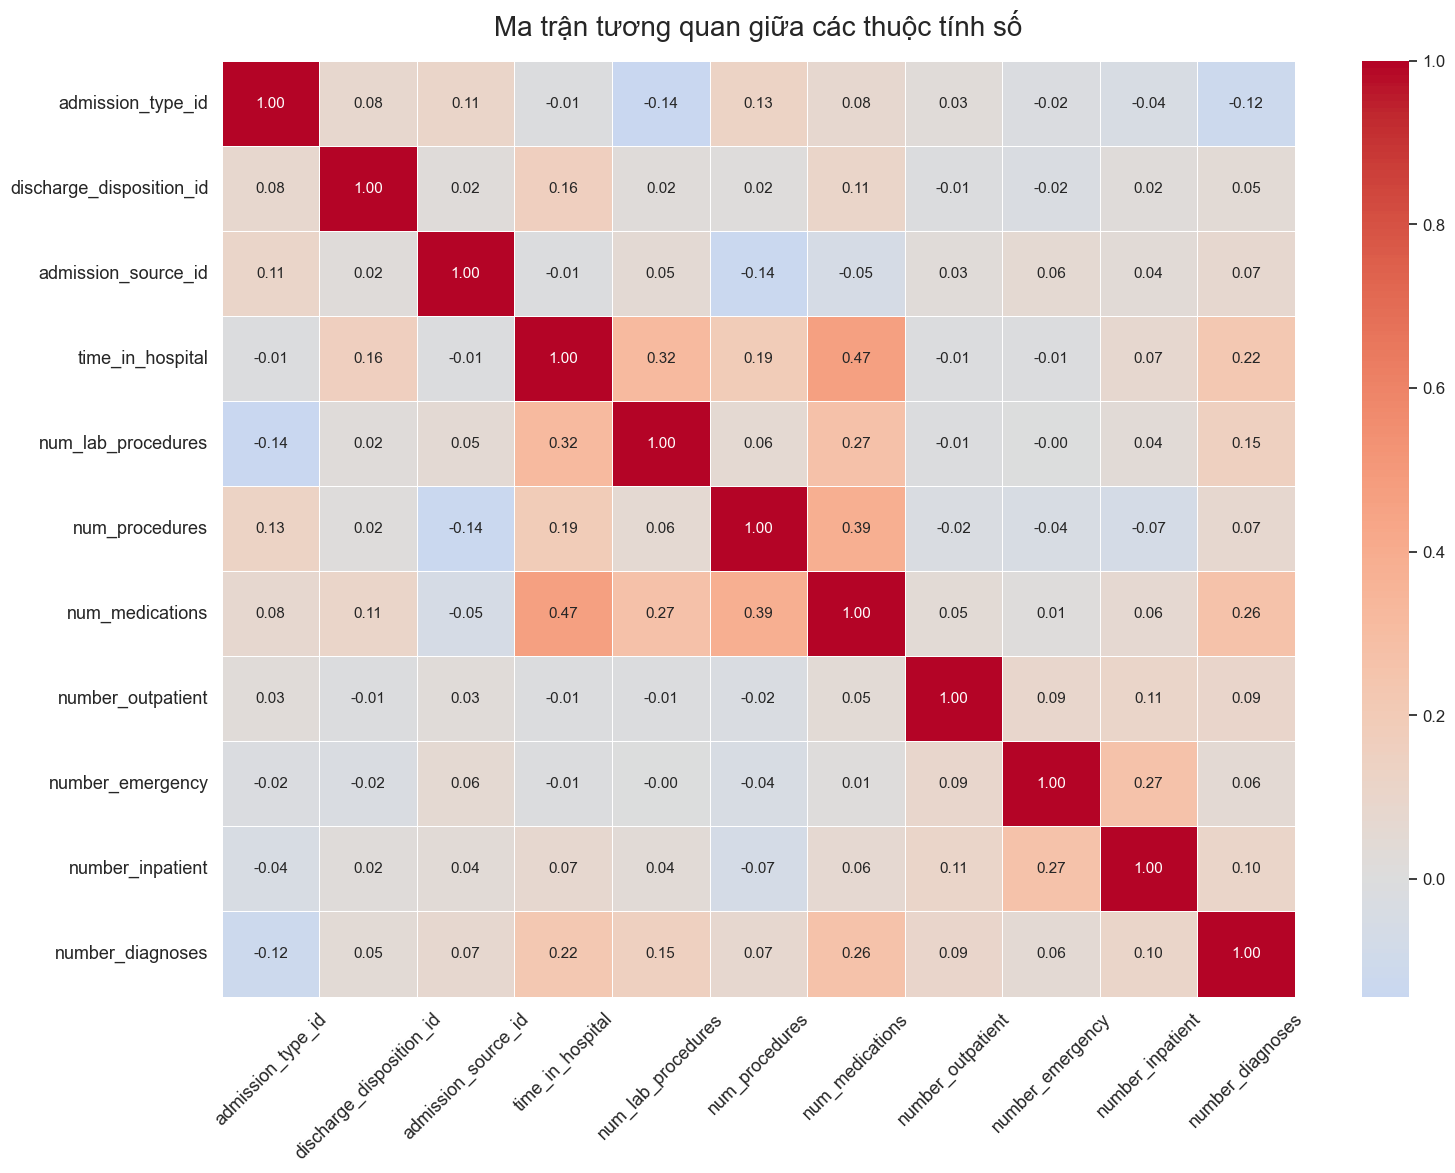 Ma trận tương quan giữa các thuộc tính số
admission_type_id 1.00 0.08 0.11 -0.01 -0.14 0.13 0.08 0.03 -0.02 -0.04 -0.12
discharge_disposition_id 0.08 1.00 0.02 0.16 0.02 0.02 0.11 -0.01 -0.02 0.02 0.05
admission_source_id 0.11 0.02 1.00 -0.01 0.05 -0.14 -0.05 0.03 0.06 0.04 0.07
time_in_hospital -0.01 0.16 -0.01 1.00 0.32 0.19 0.47 -0.01 -0.01 0.07 0.22
num_lab_procedures -0.14 0.02 0.05 0.32 1.00 0.06 0.27 -0.01 -0.00 0.04 0.15
num_procedures 0.13 0.02 -0.14 0.19 0.06 1.00 0.39 -0.02 -0.04 -0.07 0.07
num_medications 0.08 0.11 -0.05 0.47 0.27 0.39 1.00 0.05 0.01 0.06 0.26
number_outpatient 0.03 -0.01 0.03 -0.01 -0.01 -0.02 0.05 1.00 0.09 0.11 0.09
number_emergency -0.02 -0.02 0.06 -0.01 -0.00 -0.04 0.01 0.09 1.00 0.27 0.06
number_inpatient -0.04 0.02 0.04 0.07 0.04 -0.07 0.06 0.11 0.27 1.00 0.10
number_diagnoses -0.12 0.05 0.07 0.22 0.15 0.07 0.26 0.09 0.06 0.10 1.00
admission_type_id
discharge_disposition_id
admission_source_id
time_in_hospital
num_lab_procedures
num_procedures
num_medications
number_outpatient
number_emergency
number_inpatient
number_diagnoses
1.0
0.8
0.6
0.4
0.2
0.0